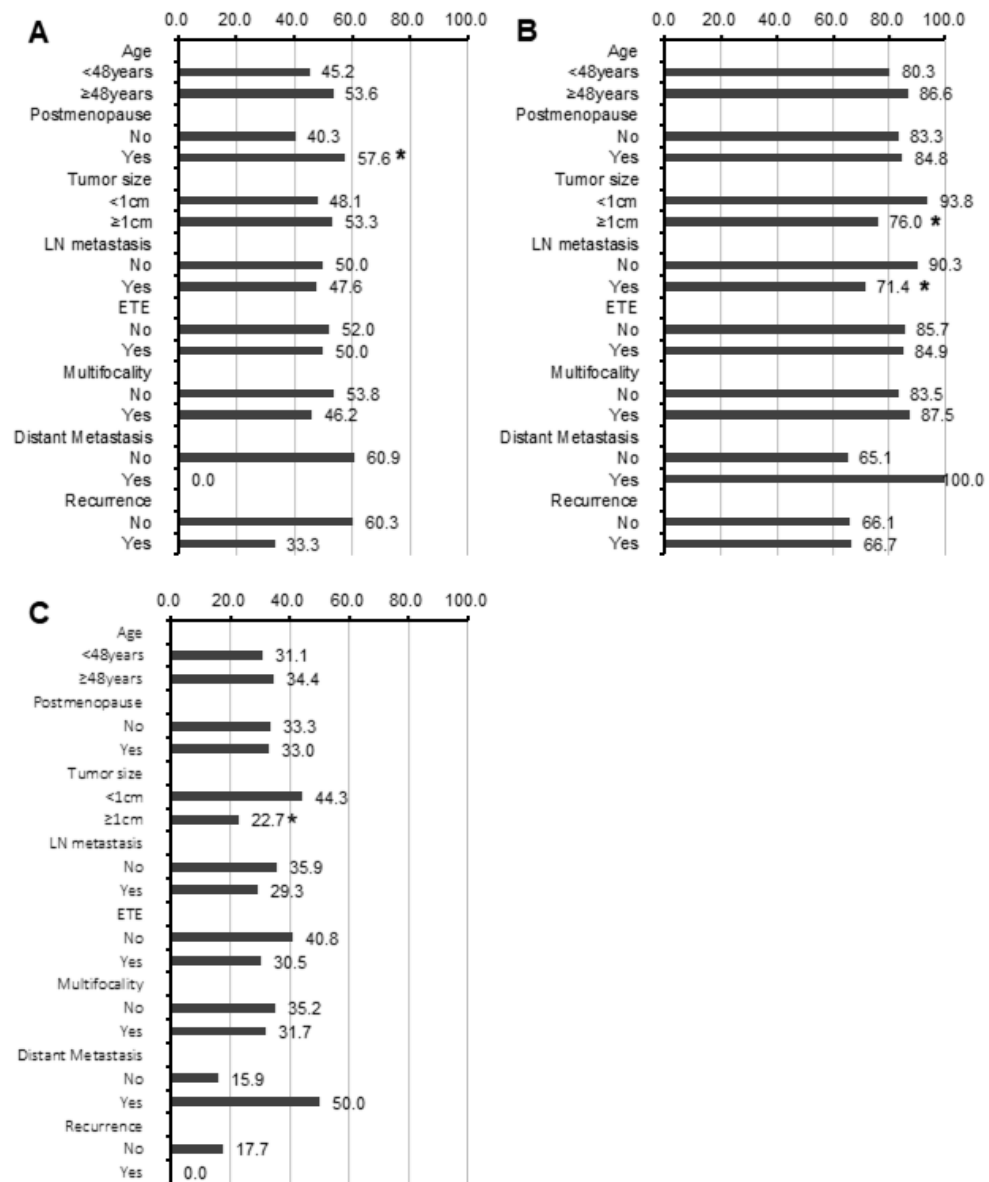 A
0.0 20.0 40.0 60.0 80.0 100.0
Age
<48years 45.2
≥48years 53.6
Postmenopause
No 40.3
Yes 57.6 *
Tumor size
<1cm 48.1
≥1cm 53.3
LN metastasis
No 50.0
Yes 47.6
ETE
No 52.0
Yes 50.0
Multifocality
No 53.8
Yes 46.2
Distant Metastasis
No 60.9
Yes 0.0
Recurrence
No 60.3
Yes 33.3
B
0.0 20.0 40.0 60.0 80.0 100.0
Age
<48years 80.3
≥48years 86.6
Postmenopause
No 83.3
Yes 84.8
Tumor size
<1cm 93.8
≥1cm 76.0 *
LN metastasis
No 90.3
Yes 71.4 *
ETE
No 85.7
Yes 84.9
Multifocality
No 83.5
Yes 87.5
Distant Metastasis
No 65.1
Yes 100.0
Recurrence
No 66.1
Yes 66.7
C
0.0 20.0 40.0 60.0 80.0 100.0
Age
<48years 31.1
≥48years 34.4
Postmenopause
No 33.3
Yes 33.0
Tumor size
<1cm 44.3
≥1cm 22.7 *
LN metastasis
No 35.9
Yes 29.3
ETE
No 40.8
Yes 30.5
Multifocality
No 35.2
Yes 31.7
Distant Metastasis
No 15.9
Yes 50.0
Recurrence
No 17.7
Yes 0.0